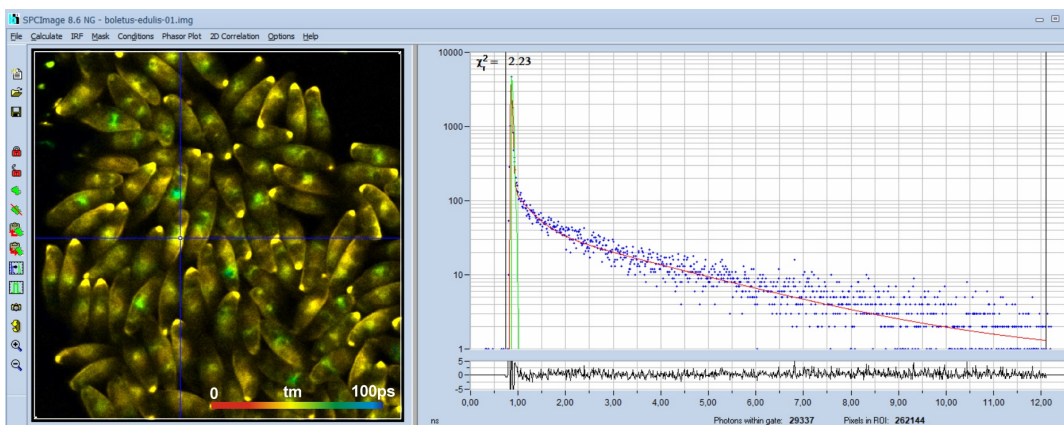 SPCImage 8.6 NG - boletus-edulis-01.img
File Calculate IRF Mask Conditions Phasor Plot 2D Correlation Options Help
0 tm 100ps
χ²r = 2.23
10000
1000
100
10
1
5
0
-5
0,00 1,00 2,00 3,00 4,00 5,00 6,00 7,00 8,00 9,00 10,00 11,00 12,00
ns Photons within gate: 29337 Pixels in ROI: 262144